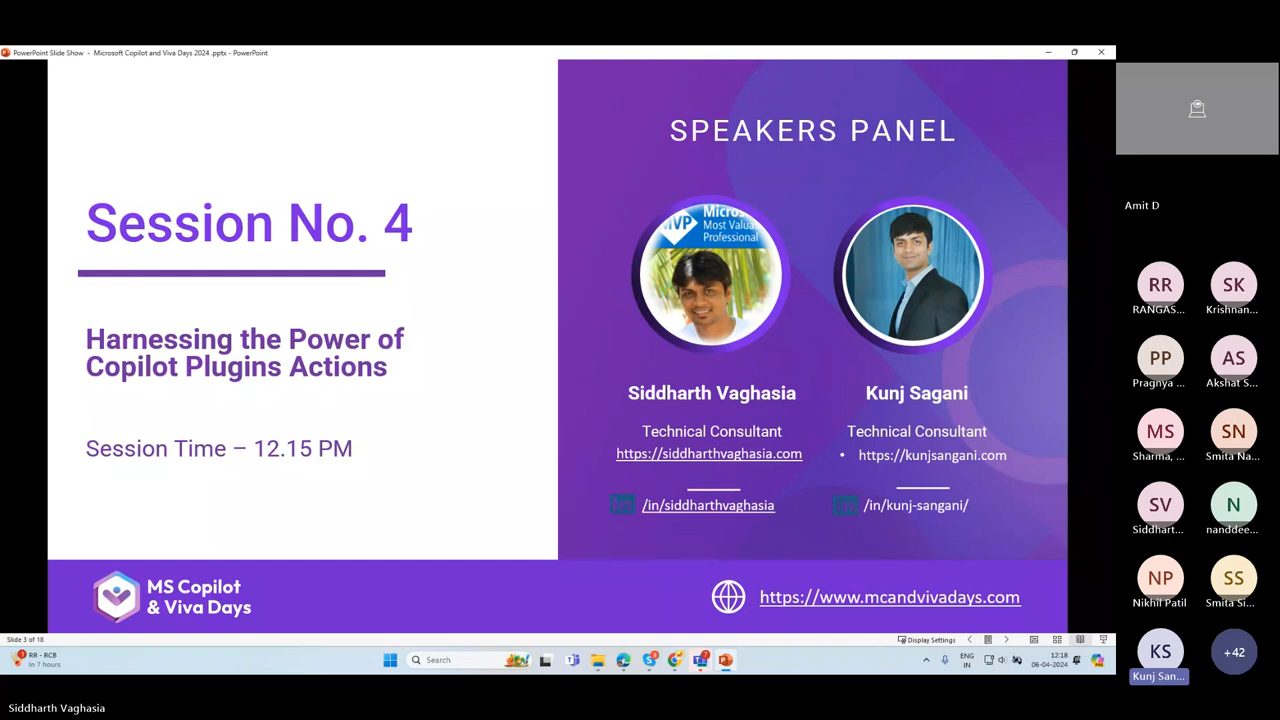 PowerPoint Slide Show - Microsoft Copilot and Viva Days 2024 .pptx - PowerPoint
SPEAKERS PANEL
Session No. 4
Harnessing the Power of
Copilot Plugins Actions
Session Time – 12.15 PM
MVP
Most Valua
Professional
Siddharth Vaghasia
Technical Consultant
https://siddharthvaghasia.com
/in/siddharthvaghasia
Kunj Sagani
Technical Consultant
• https://kunjsangani.com
/in/kunj-sangani/
MS Copilot
& Viva Days
https://www.mcandvivadays.com
Slide 3 of 18
Display Settings
RR - RCB
In 7 hours
Search
ENG
IN
12:18
06-04-2024
Amit D
RR
RANGAS...
SK
Krishnan...
PP
Pragnya ...
AS
Akshat S...
MS
Sharma, ...
SN
Smita Na...
SV
Siddhart...
N
nanddee...
NP
Nikhil Patil
SS
Smita Si...
KS
Kunj San...
+42
Siddharth Vaghasia